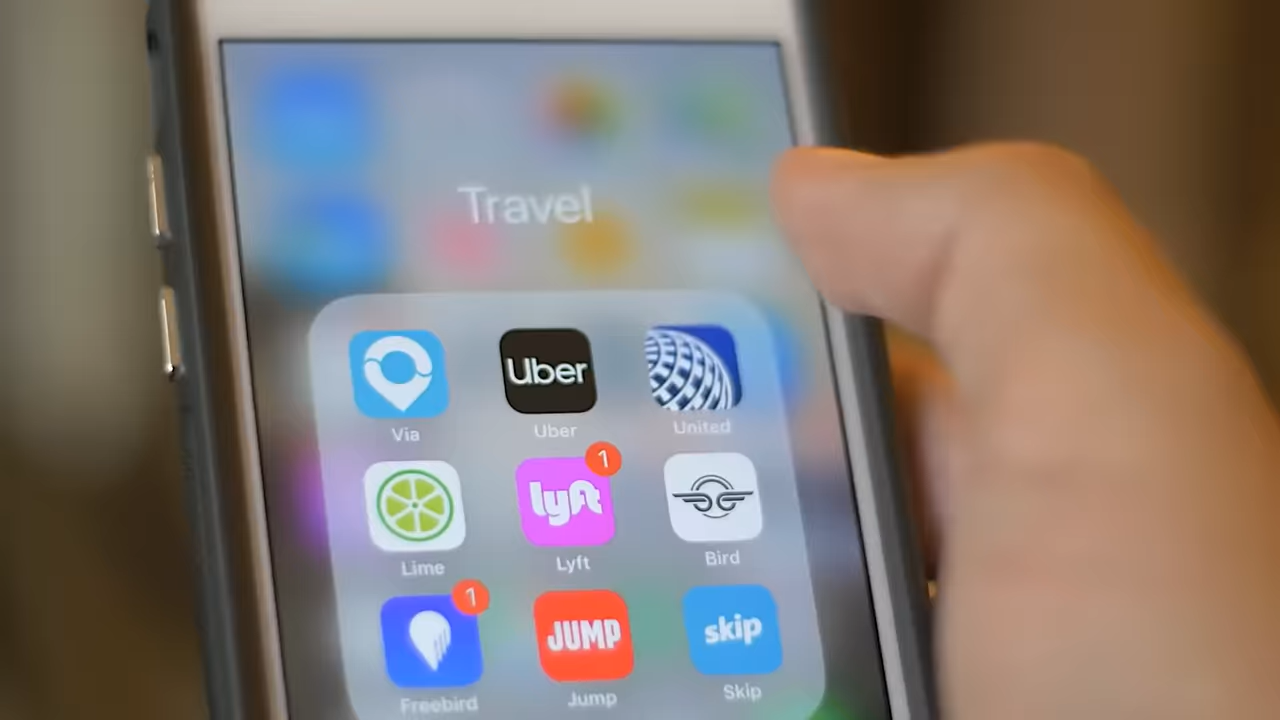 Travel
Uber
Via
Uber
United
1
lyft
Lime
Lyft
Bird
1
JUMP
skip
Freebird
Jump
Skip